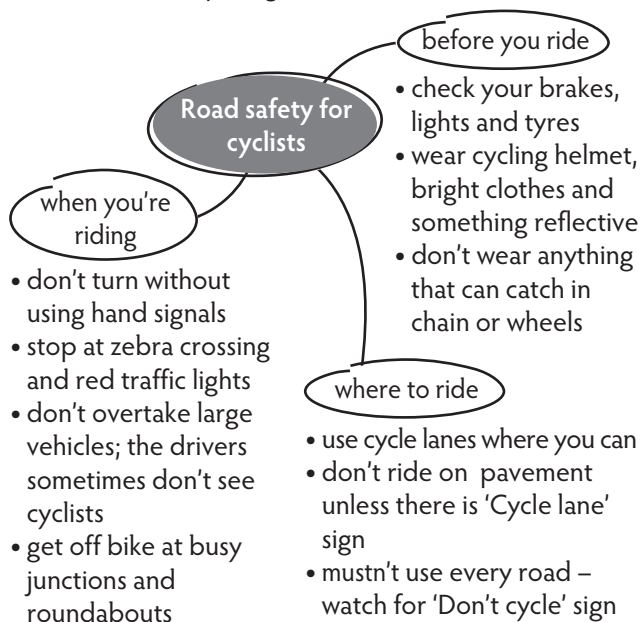 Road safety for
cyclists
before you ride
• check your brakes,
lights and tyres
• wear cycling helmet,
bright clothes and
something reflective
• don't wear anything
that can catch in
chain or wheels
when you're
riding
• don't turn without
using hand signals
• stop at zebra crossing
and red traffic lights
• don't overtake large
vehicles; the drivers
sometimes don't see
cyclists
• get off bike at busy
junctions and
roundabouts
where to ride
• use cycle lanes where you can
• don't ride on pavement
unless there is 'Cycle lane'
sign
• mustn't use every road –
watch for 'Don't cycle' sign